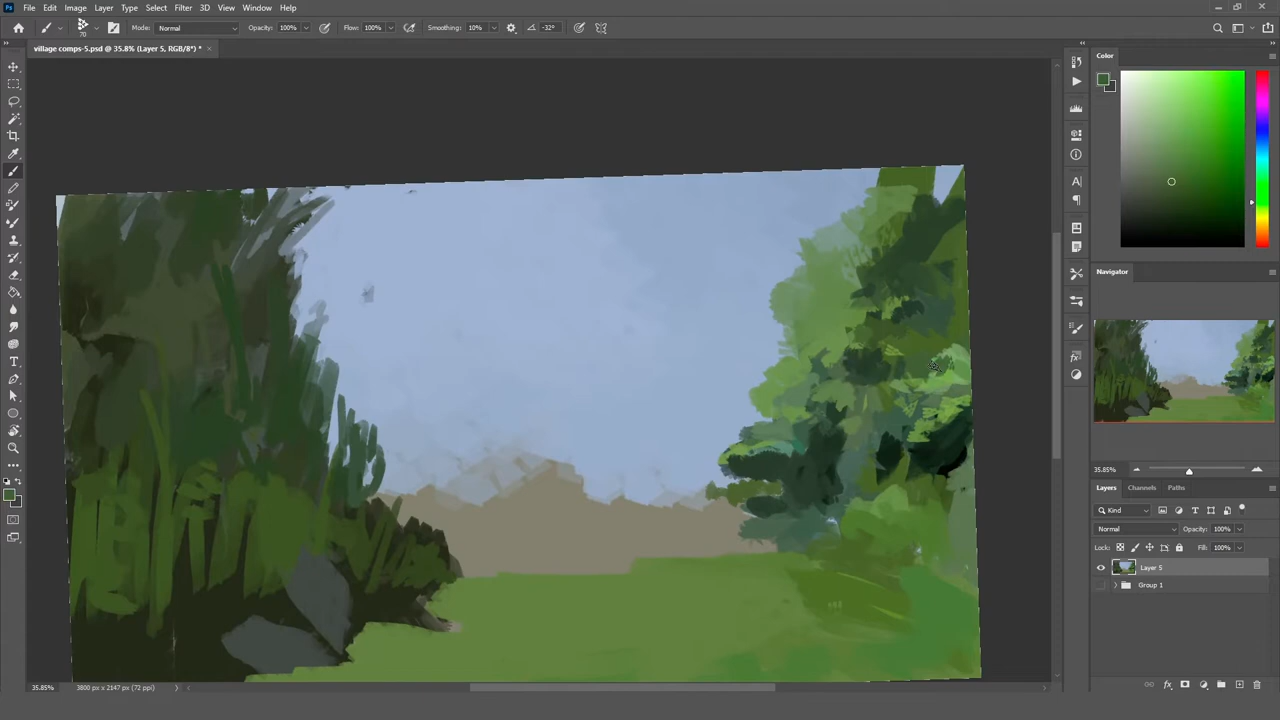 Ps File Edit Image Layer Type Select Filter 3D View Window Help
70 Mode: Normal Opacity: 100% Flow: 100% Smoothing: 10% -32°
village comps-5.psd @ 35.8% (Layer 5, RGB/8*) * ×
Color
Navigator
35.85%
Layers Channels Paths
Kind
Normal Opacity: 100%
Lock: Fill: 100%
Layer 5
Group 1
35.85% 3800 px x 2147 px (72 ppi)